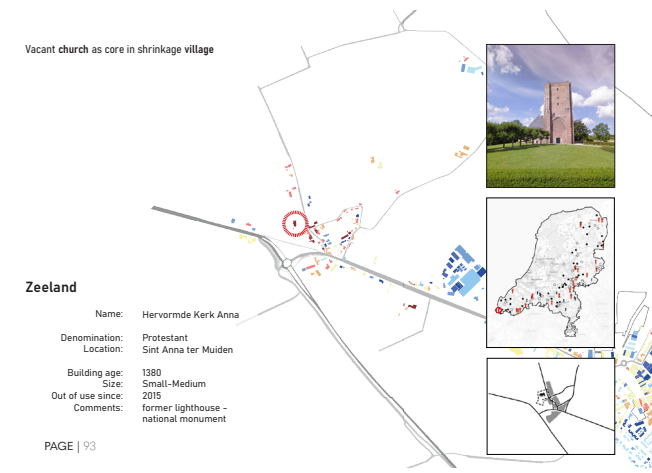 Vacant church as core in shrinkage village
Zeeland
Name: Hervormde Kerk Anna
Denomination: Protestant
Location: Sint Anna ter Muiden
Building age: 1380
Size: Small-Medium
Out of use since: 2015
Comments: former lighthouse -
national monument
PAGE | 93